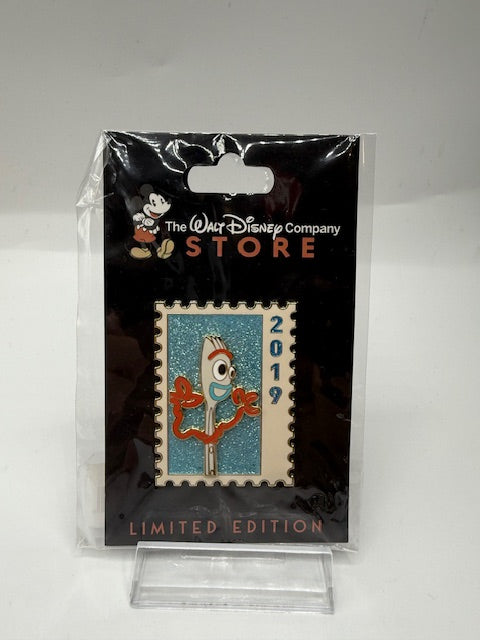 The Walt Disney Company
STORE
2019
LIMITED EDITION